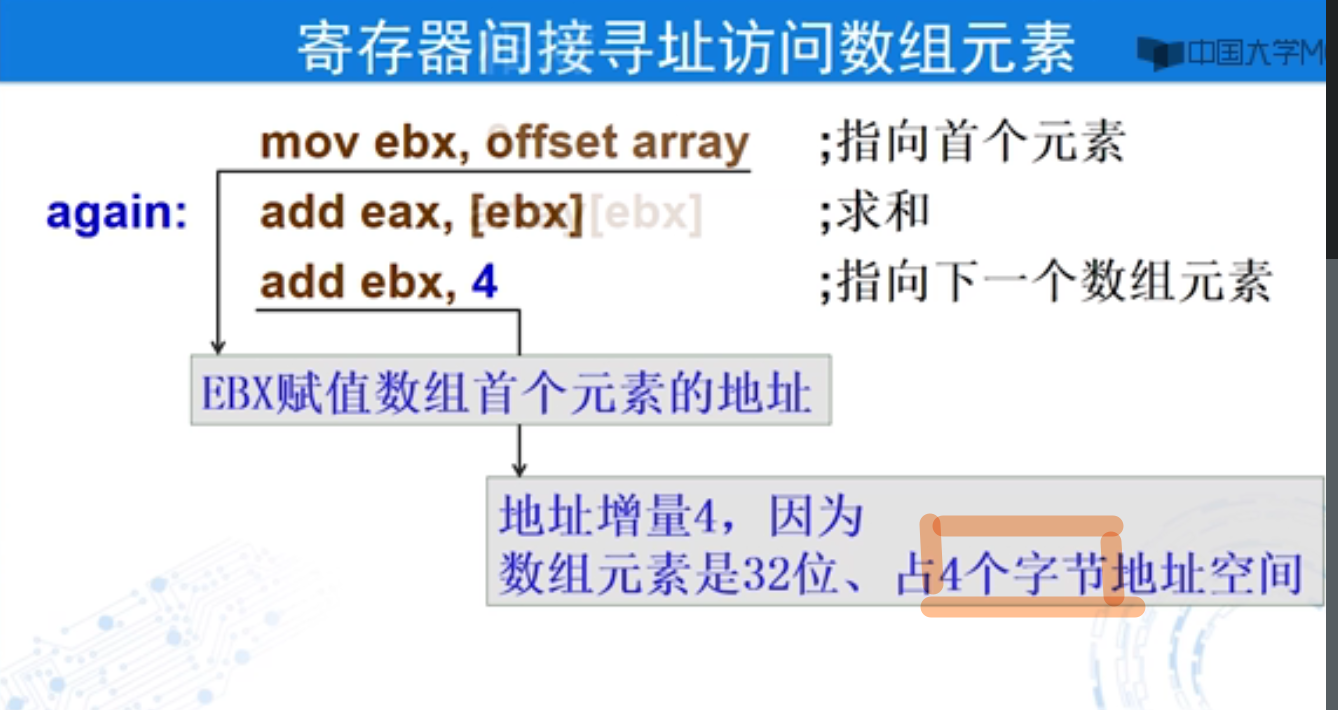 寄存器间接寻址访问数组元素
中国大学M
mov ebx, offset array ;指向首个元素
again: add eax, [ebx] ;求和
add ebx, 4 ;指向下一个数组元素
EBX赋值数组首个元素的地址
地址增量4，因为
数组元素是32位、占4个字节地址空间